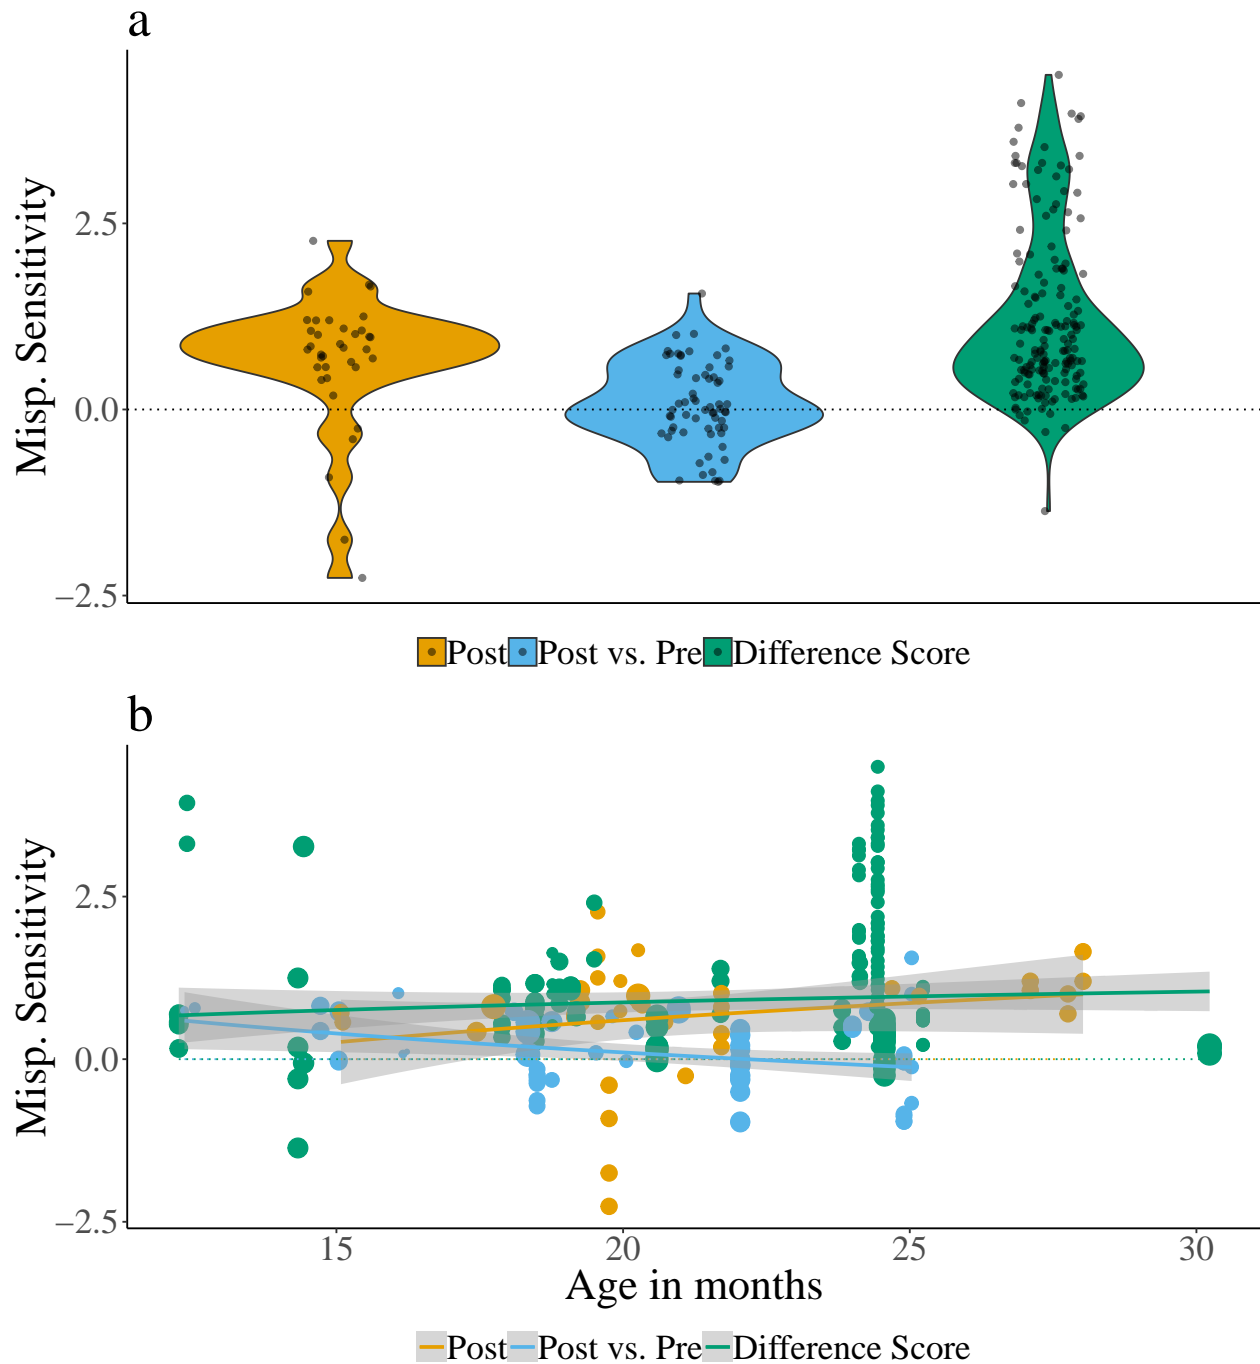 a
Misp. Sensitivity
2.5
0.0
−2.5
Post Post vs. Pre Difference Score
b
Misp. Sensitivity
2.5
0.0
−2.5
15 20 25 30
Age in months
Post Post vs. Pre Difference Score